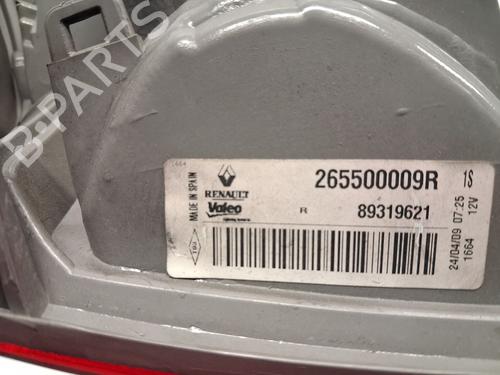 B-PARTS
MADE IN SPAIN
RENAULT
Valeo
265500009R
1S
R
89319621
24/04/09 07:25
12V
1664